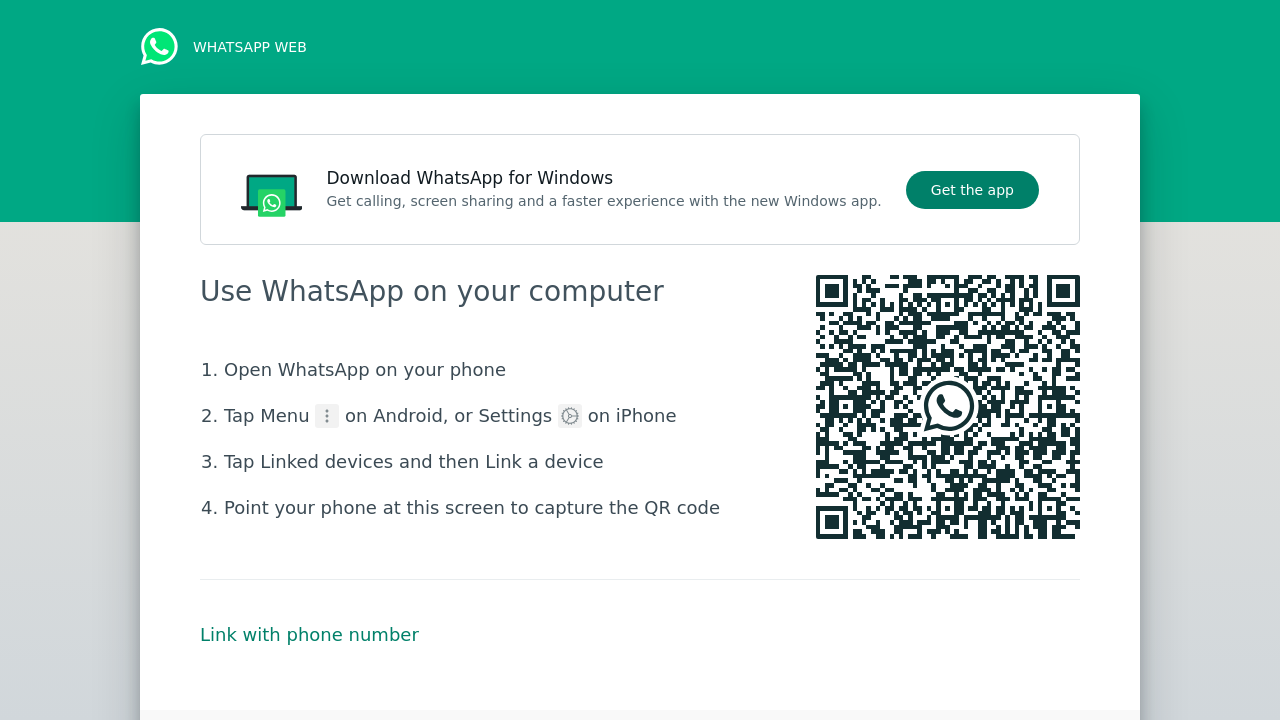 WHATSAPP WEB
Download WhatsApp for Windows
Get calling, screen sharing and a faster experience with the new Windows app.
Get the app
Use WhatsApp on your computer
1. Open WhatsApp on your phone
2. Tap Menu on Android, or Settings on iPhone
3. Tap Linked devices and then Link a device
4. Point your phone at this screen to capture the QR code
Link with phone number